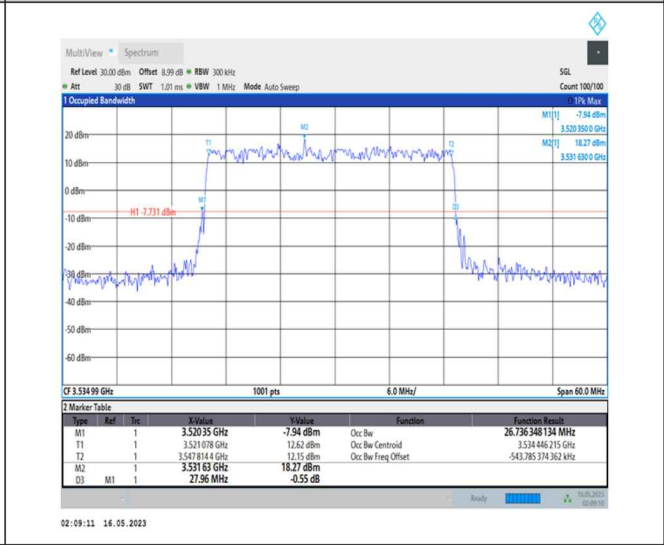 MultiView Spectrum
Ref Level 30.00 dBm Offset 8.99 dB RBW 300 kHz SGL
Att 30 dB SWT 1.01 ms VBW 1 MHz Mode Auto Sweep Count 100/100
1 Occupied Bandwidth 1Pk Max
M1[1] -7.94 dBm
3.520 350 0 GHz
M2[1] 18.27 dBm
3.531 630 0 GHz
20 dBm
M2
T1
T2
10 dBm
0 dBm
M1
D3
H1 -7.731 dBm
-10 dBm
-20 dBm
-30 dBm
-40 dBm
-50 dBm
-60 dBm
CF 3.534 99 GHz 1001 pts 6.0 MHz/ Span 60.0 MHz
2 Marker Table
Type Ref Trc X-Value Y-Value Function Function Result
M1 1 3.520 35 GHz -7.94 dBm Occ Bw 26.736 348 134 MHz
T1 1 3.521 078 GHz 12.62 dBm Occ Bw Centroid 3.534 446 215 GHz
T2 1 3.547 814 4 GHz 12.15 dBm Occ Bw Freq Offset -543.785 374 362 kHz
M2 1 3.531 63 GHz 18.27 dBm
D3 M1 1 27.96 MHz -0.55 dB
Ready 16.05.2023
02:09:10
02:09:11 16.05.2023